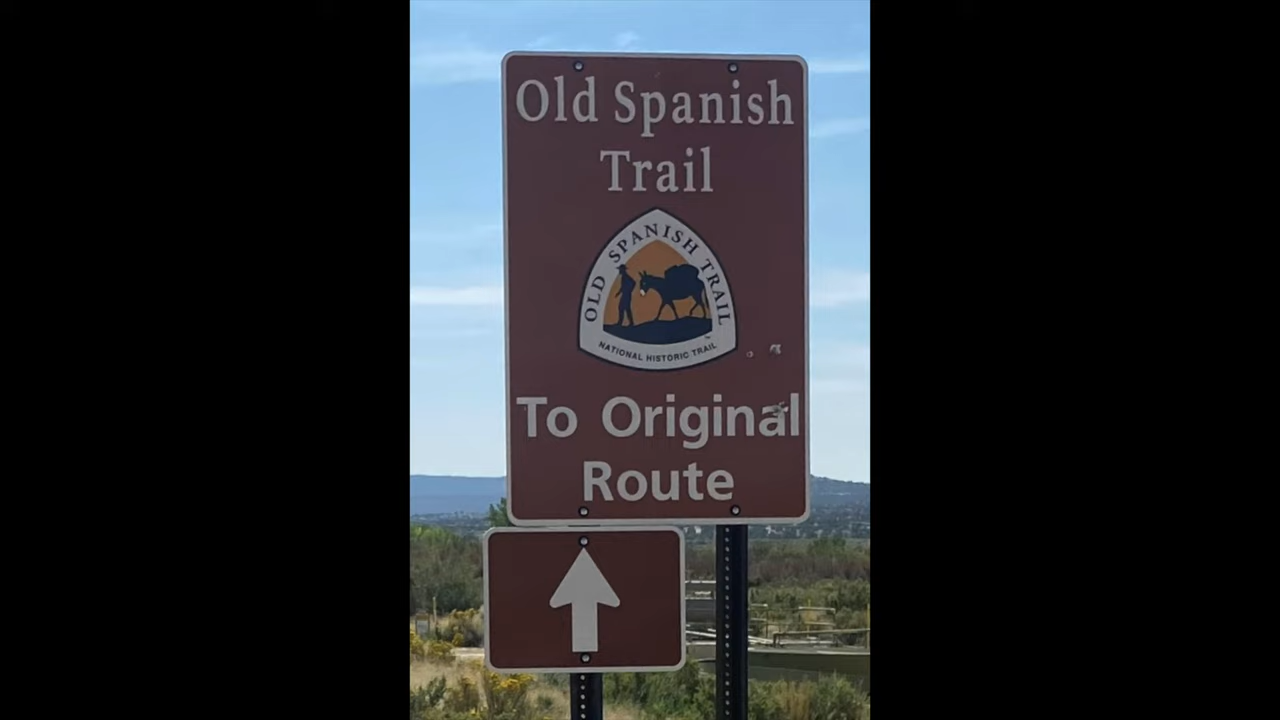 Old Spanish
Trail
OLD SPANISH TRAIL
NATIONAL HISTORIC TRAIL
To Original
Route